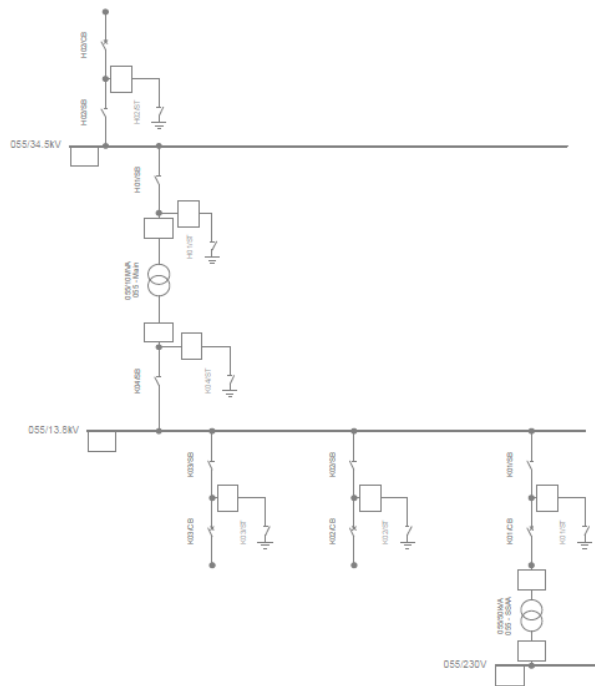 H02/CB
H02/SB
H02/ST
055/34.5kV
H01/SB
H01/ST
055/10MVA
055 - Main
K04/ST
K04/SB
055/13.8kV
K03/SB
K02/SB
K01/SB
K03/CB
K03/ST
K02/CB
K02/ST
K01/CB
K01/ST
055/50kVA
055 - SSAA
055/230V